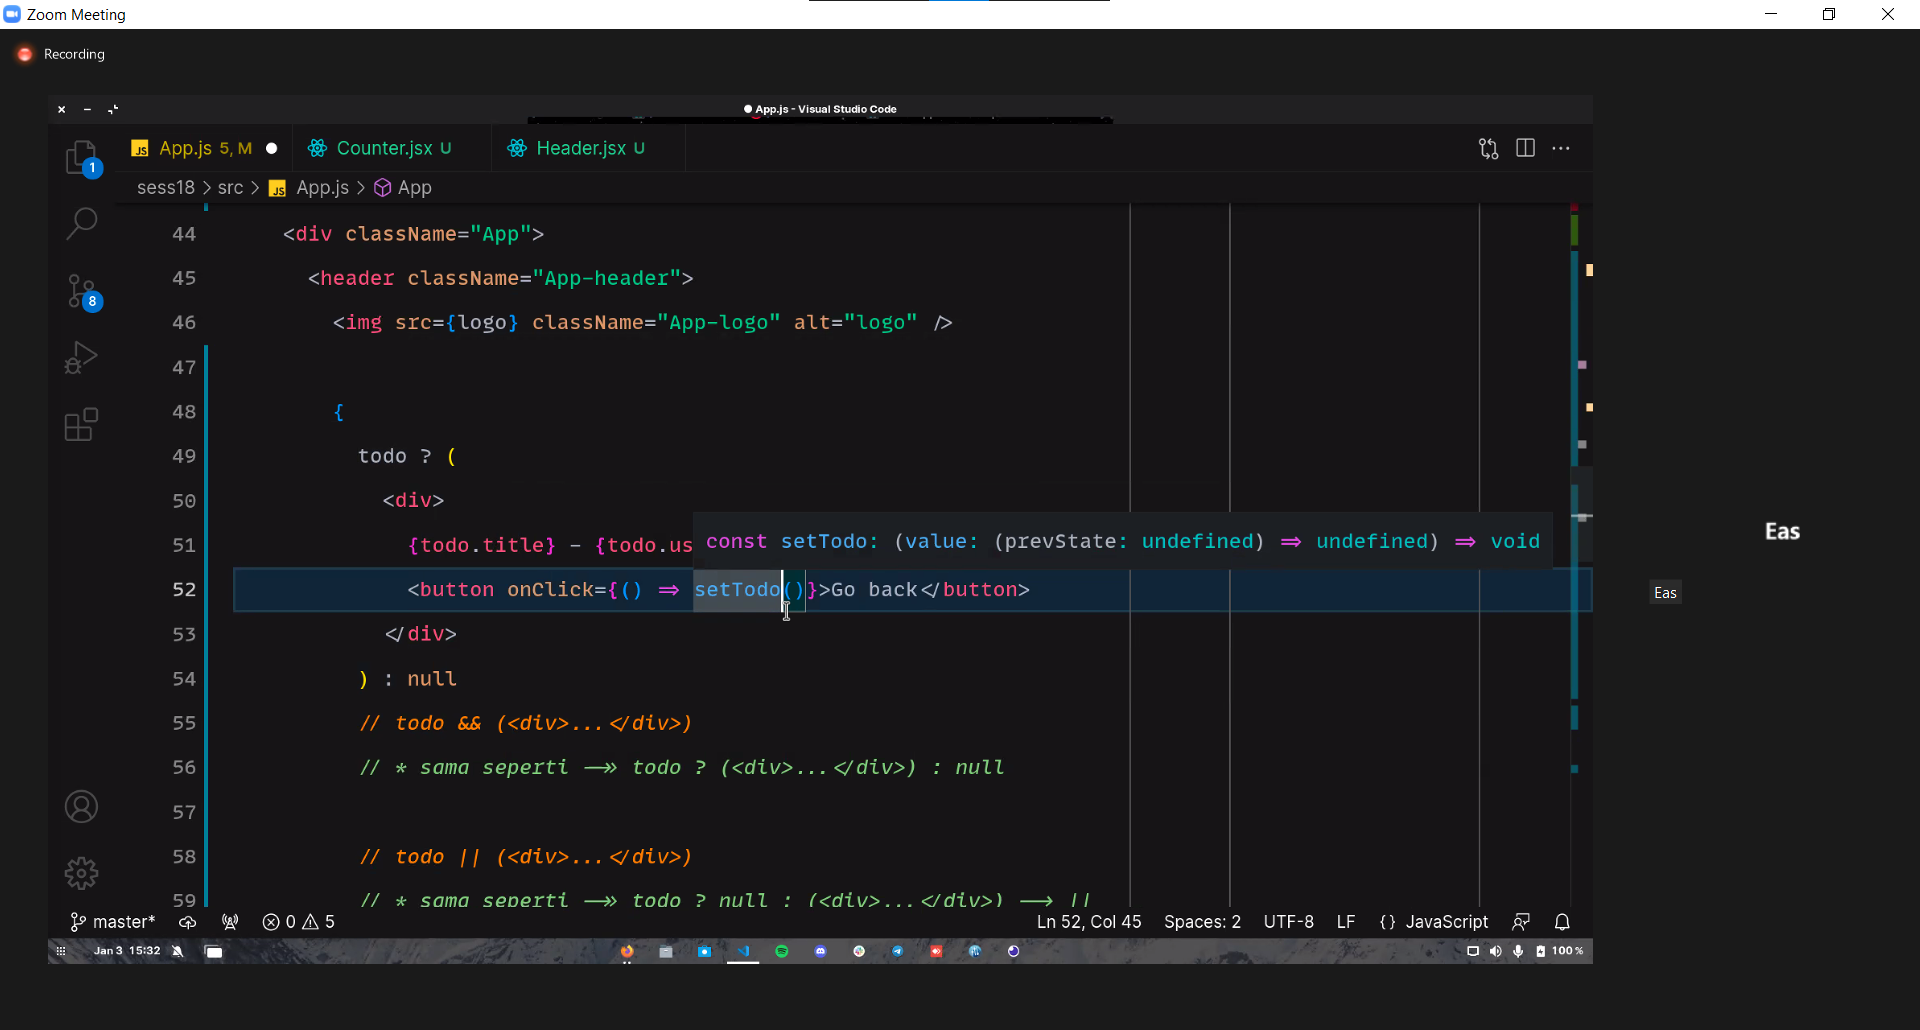 Zoom Meeting
Recording
App.js - Visual Studio Code
App.js 5, M
Counter.jsx U
Header.jsx U
sess18 > src > JS App.js > App
44 <div className="App">
45 <header className="App-header">
46 <img src={logo} className="App-logo" alt="logo" />
47
48 {
49 todo ? (
50 <div>
51 {todo.title} - {todo.us
const setTodo: (value: (prevState: undefined) => undefined) => void
52 <button onClick={() => setTodo()}>Go back</button>
53 </div>
54 ) : null
55 // todo && (<div>...</div>)
56 // * sama seperti -->> todo ? (<div>...</div>) : null
57
58 // todo || (<div>...</div>)
59 // * sama seperti -->> todo ? null : (<div>...</div>) --> ||
1
8
Eas
Eas
master* 0 5
Ln 52, Col 45 Spaces: 2 UTF-8 LF {} JavaScript
Jan 3 15:32
100 %